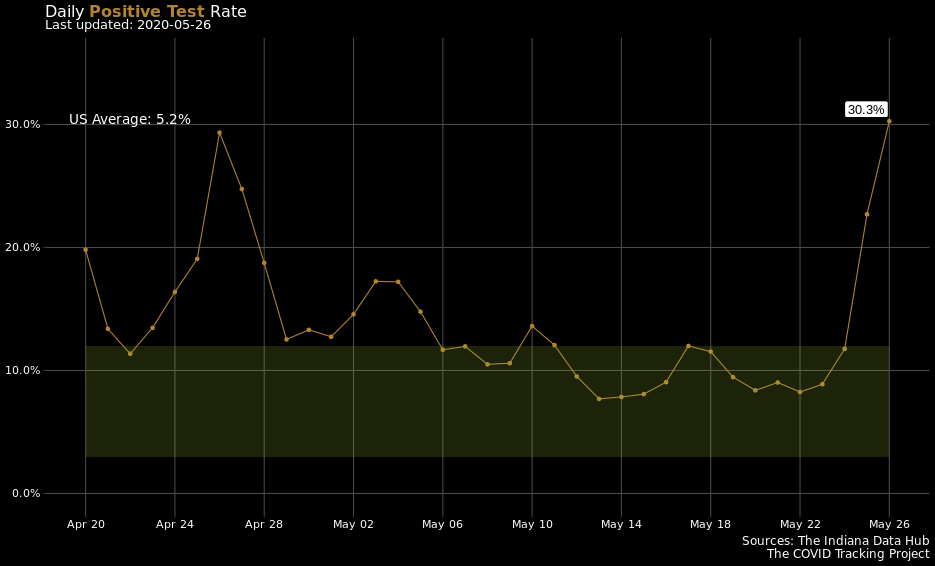 Daily Positive Test Rate
Last updated: 2020-05-26
US Average: 5.2%
30.3%
30.0%
20.0%
10.0%
0.0%
Apr 20 Apr 24 Apr 28 May 02 May 06 May 10 May 14 May 18 May 22 May 26
Sources: The Indiana Data Hub
The COVID Tracking Project